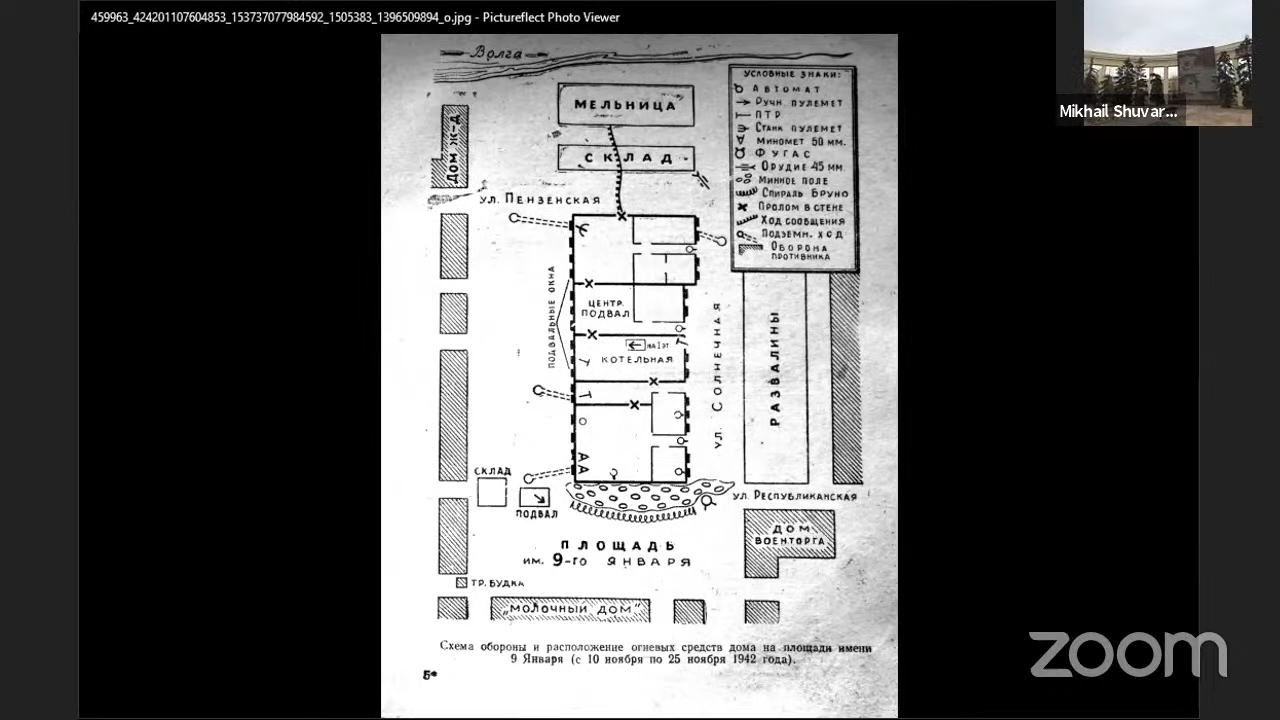 459963_424201107604853_153737077984592_1505383_1396509894_o.jpg - Pictureflect Photo Viewer
Mikhail Shuvar...
Волга
МЕЛЬНИЦА
СКЛАД
ДОМ Ж-Д
УЛ. ПЕНЗЕНСКАЯ
УСЛОВНЫЕ ЗНАКИ:
АВТОМАТ
РУЧН. ПУЛЕМЕТ
ПТР
СТАНК ПУЛЕМЕТ
МИНОМЕТ 50 ММ.
ФУГАС
ОРУДИЕ 45 ММ.
МИННОЕ ПОЛЕ
СПИРАЛЬ БРУНО
ПРОЛОМ В СТЕНЕ
ХОД СООБЩЕНИЯ
ПОДЗЕМН. ХОД
ОБОРОНА
ПРОТИВНИКА
ПОДВАЛЬНЫЕ ОКНА
ЦЕНТР.
ПОДВАЛ
НА 1 ЭТ
КОТЕЛЬНАЯ
УЛ. СОЛНЕЧНАЯ
РАЗВАЛИНЫ
СКЛАД
ПОДВАЛ
УЛ. РЕСПУБЛИКАНСКАЯ
ДОМ
ВОЕНТОРГА
ПЛОЩАДЬ
ИМ. 9-ГО ЯНВАРЯ
ТР. БУДКА
„МОЛОЧНЫЙ ДОМ"
Схема обороны и расположение огневых средств дома на площади имени
9 Января (с 10 ноября по 25 ноября 1942 года).
5*
zoom